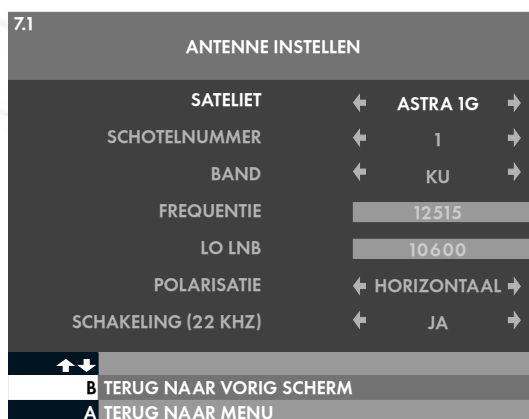 7.1
ANTENNE INSTELLEN
SATELIET ASTRA 1G
SCHOTELNUMMER 1
BAND KU
FREQUENTIE 12515
LO LNB 10600
POLARISATIE HORIZONTAAL
SCHAKELING (22 KHZ) JA
B TERUG NAAR VORIG SCHERM
A TERUG NAAR MENU